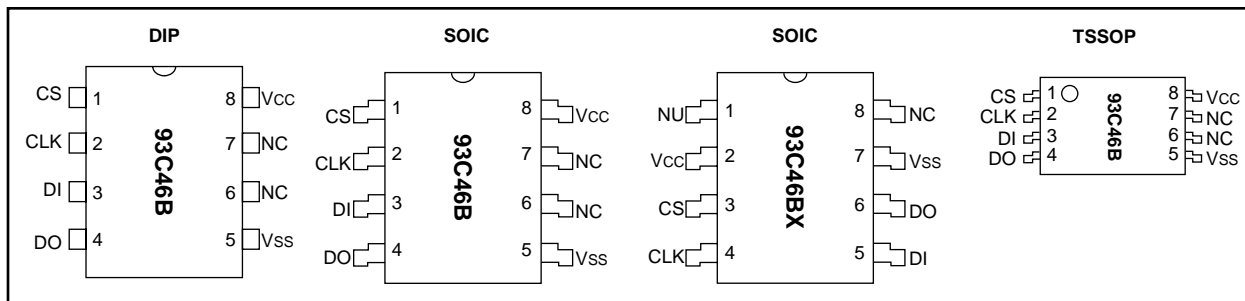 DIP
CS 1 8 VCC
CLK 2 7 NC
DI 3 6 NC
DO 4 5 VSS
93C46B
SOIC
CS 1 8 VCC
CLK 2 7 NC
DI 3 6 NC
DO 4 5 VSS
93C46B
SOIC
NU 1 8 NC
VCC 2 7 VSS
CS 3 6 DO
CLK 4 5 DI
93C46BX
TSSOP
CS 1 8 VCC
CLK 2 7 NC
DI 3 6 NC
DO 4 5 VSS
93C46B